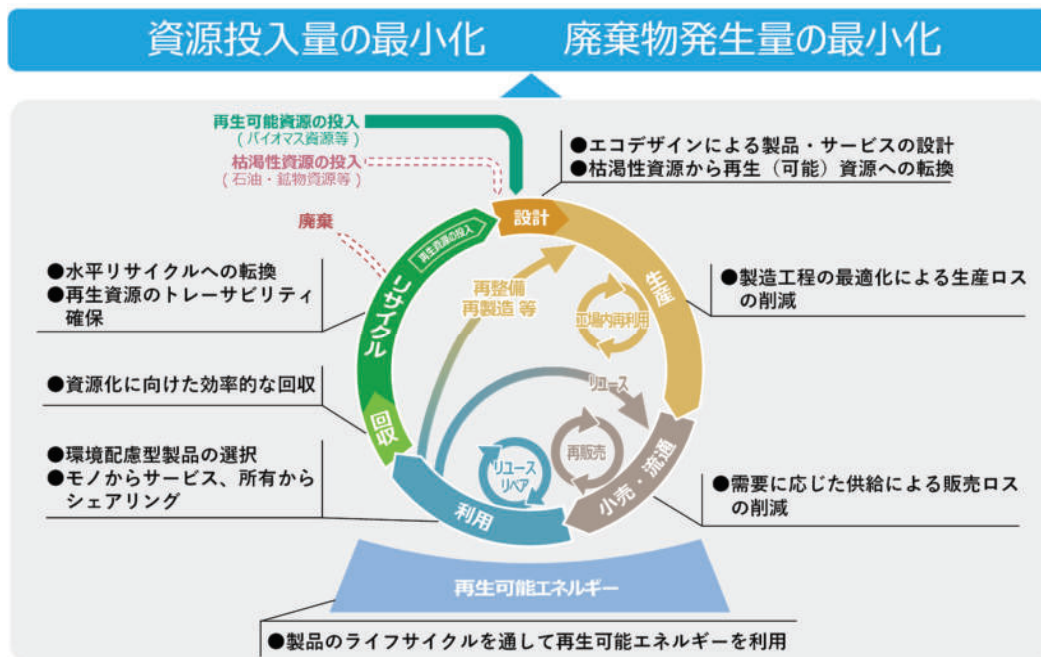 資源投入量の最小化 廃棄物発生量の最小化
再生可能資源の投入
(バイオマス資源等)
枯渇性資源の投入
(石油・鉱物資源等)
廃棄
●エコデザインによる製品・サービスの設計
●枯渇性資源から再生（可能）資源への転換
設計
再生資源の投入
リサイクル
生産
●水平リサイクルへの転換
●再生資源のトレーサビリティ
確保
再整備
再製造 等
工場内再利用
●製造工程の最適化による生産ロス
の削減
●資源化に向けた効率的な回収
回収
リユース
●環境配慮型製品の選択
●モノからサービス、所有から
シェアリング
リユース
リペア
再販売
利用
小売・流通
●需要に応じた供給による販売ロス
の削減
再生可能エネルギー
●製品のライフサイクルを通して再生可能エネルギーを利用